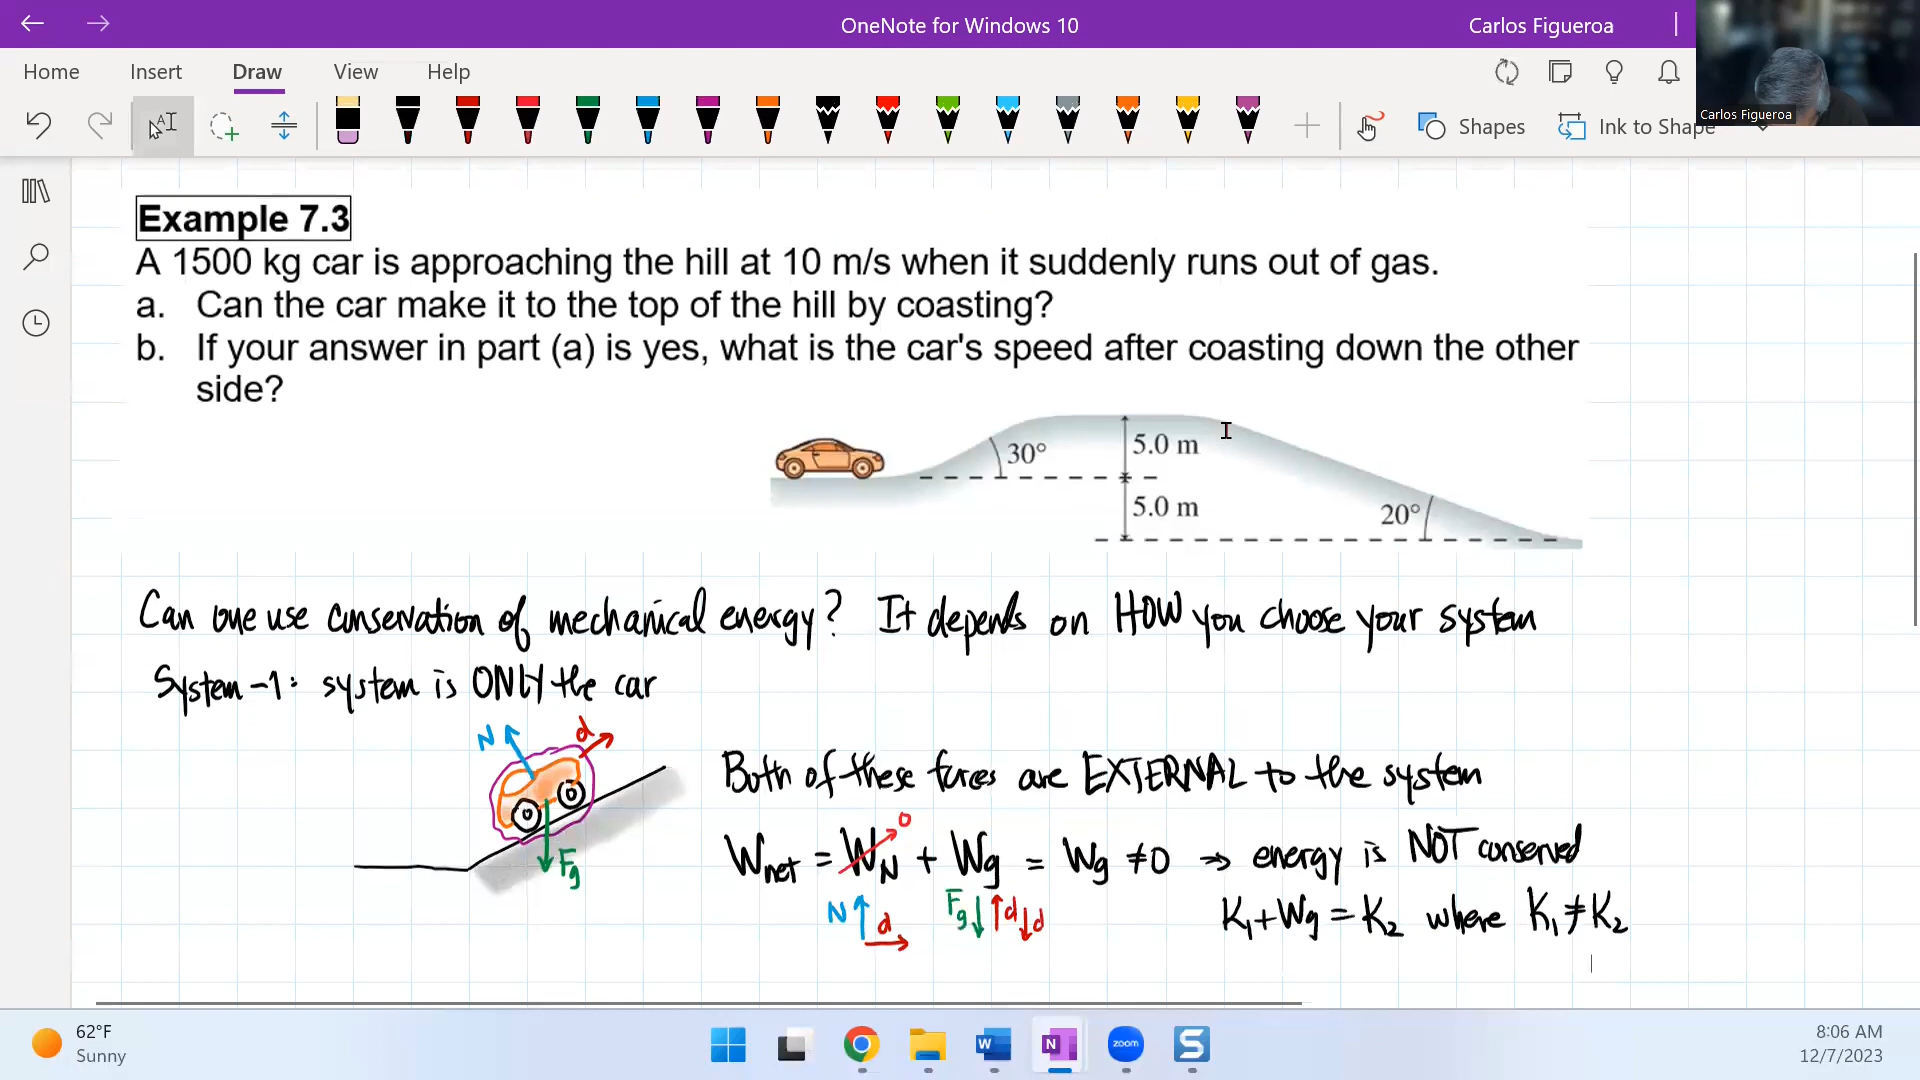 OneNote for Windows 10
Carlos Figueroa
Home Insert Draw View Help
Carlos Figueroa
Shapes Ink to Shape
Example 7.3
A 1500 kg car is approaching the hill at 10 m/s when it suddenly runs out of gas.
a. Can the car make it to the top of the hill by coasting?
b. If your answer in part (a) is yes, what is the car's speed after coasting down the other
side?
30° 5.0 m
5.0 m 20°
Can one use conservation of mechanical energy? It depends on HOW you choose your system
System-1: system is ONLY the car
N d
Fg
Both of these forces are EXTERNAL to the system
Wnet = WN 0 + Wg = Wg ≠ 0 ⇒ energy is NOT conserved
N d Fg d d
K1 + Wg = K2 where K1 ≠ K2
62°F
Sunny
W N zoom S
8:06 AM
12/7/2023